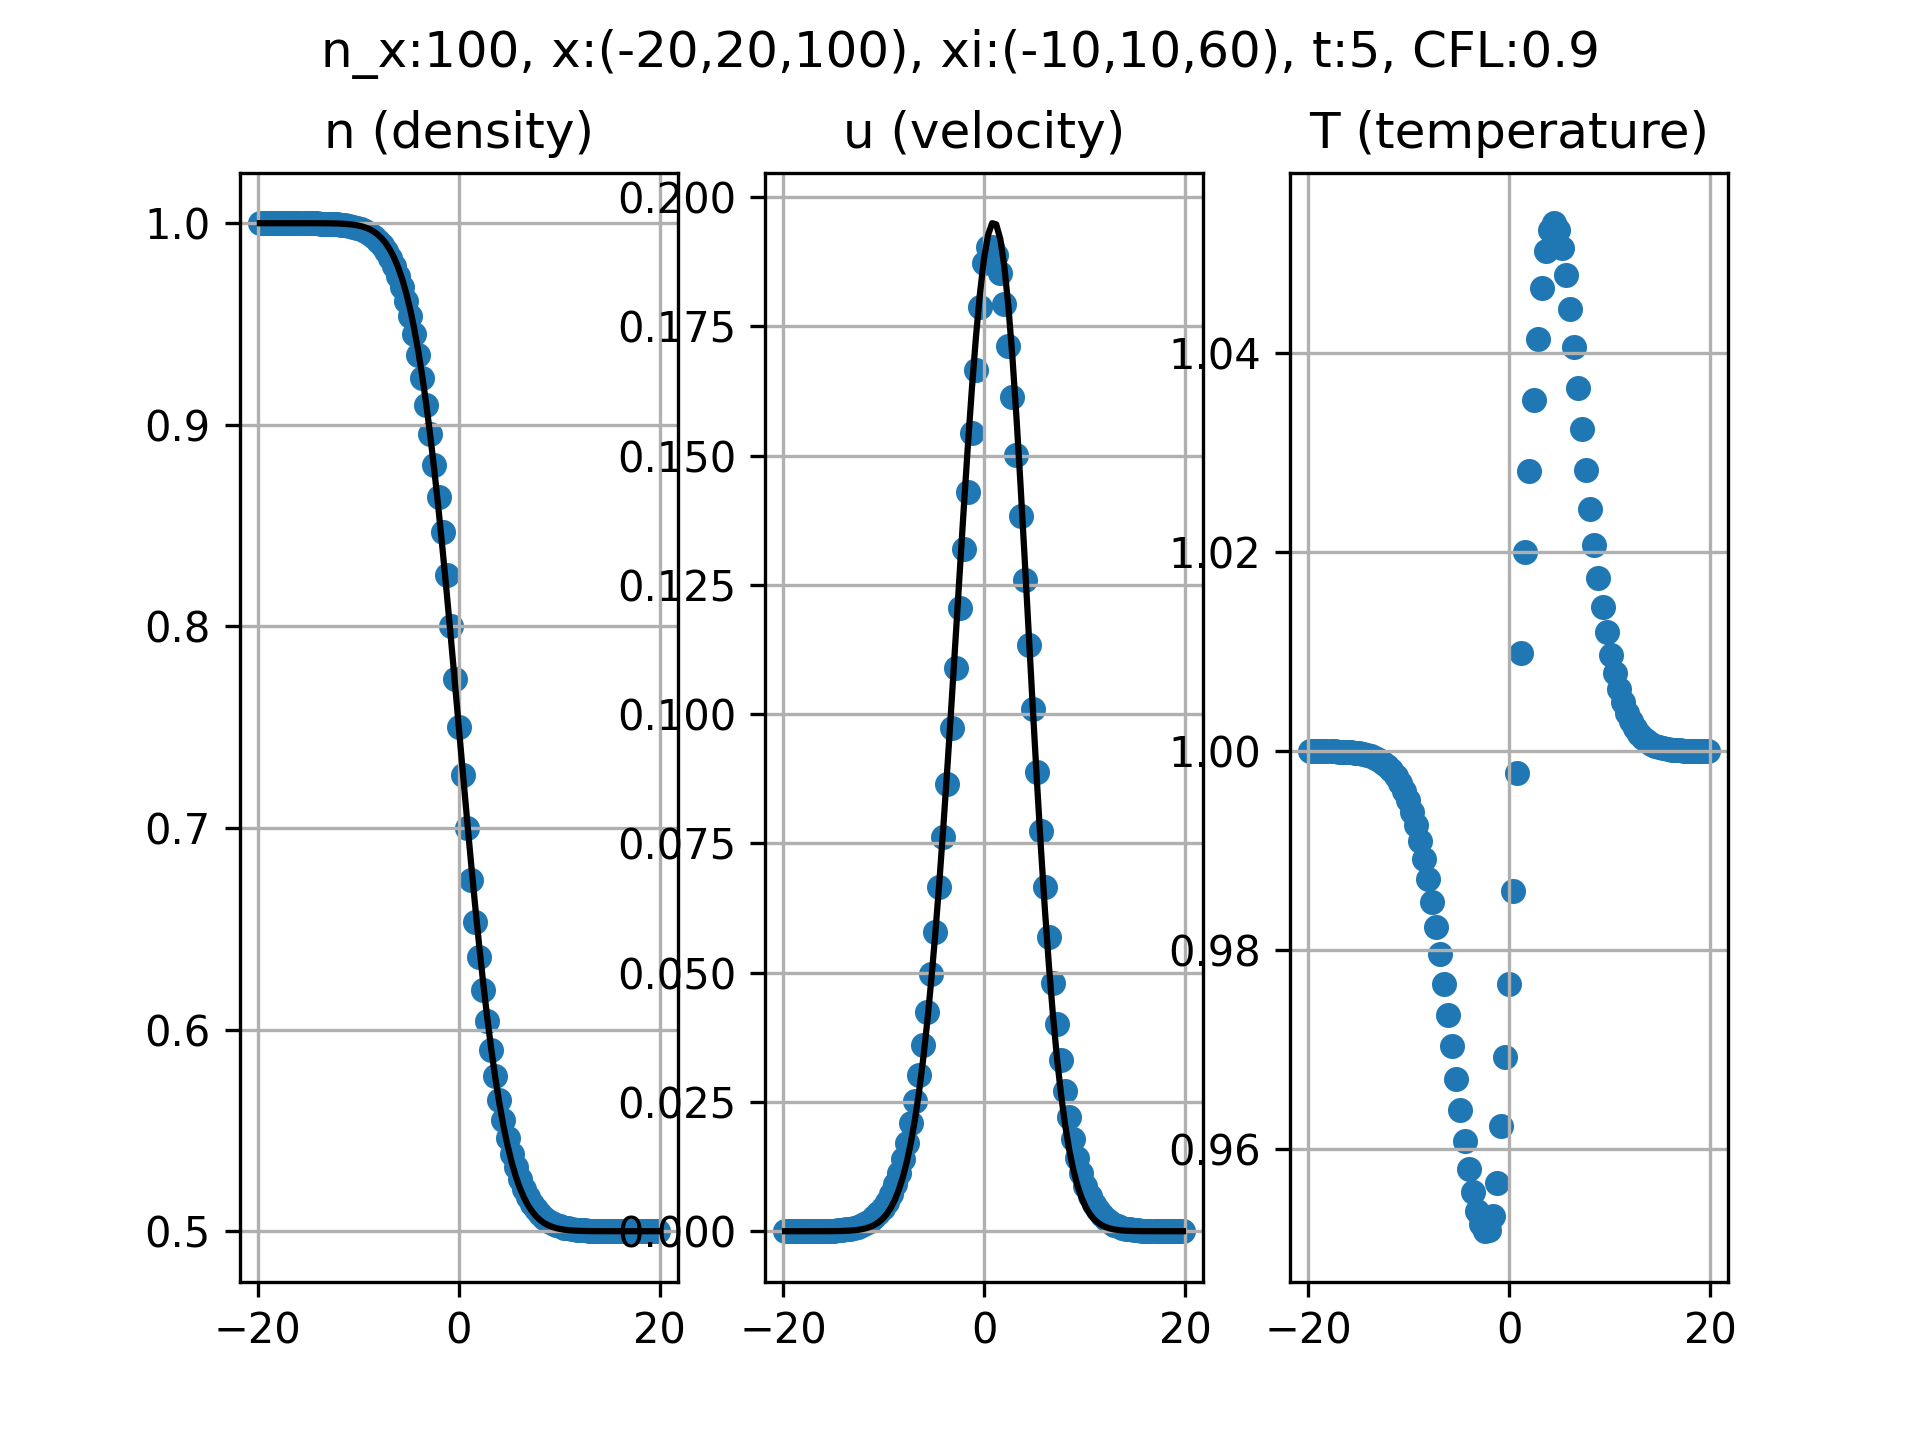 n_x:100, x:(-20,20,100), xi:(-10,10,60), t:5, CFL:0.9
n (density)
1.0
0.9
0.8
0.7
0.6
0.5
−20 0 20
u (velocity)
0.200
0.175
0.150
0.125
0.100
0.075
0.050
0.025
0.000
−20 0 20
T (temperature)
1.04
1.02
1.00
0.98
0.96
−20 0 20